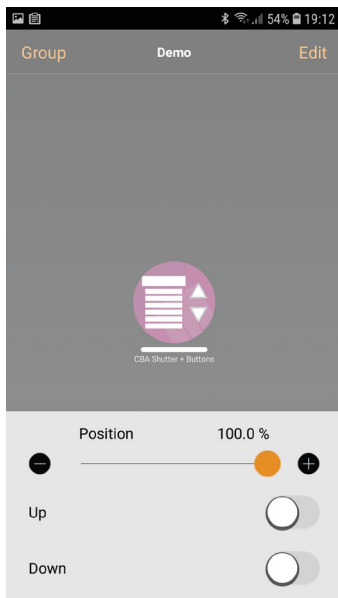 54% 19:12
Group Demo Edit
CBA Shutter + Buttons
Position 100.0 %
Up
Down